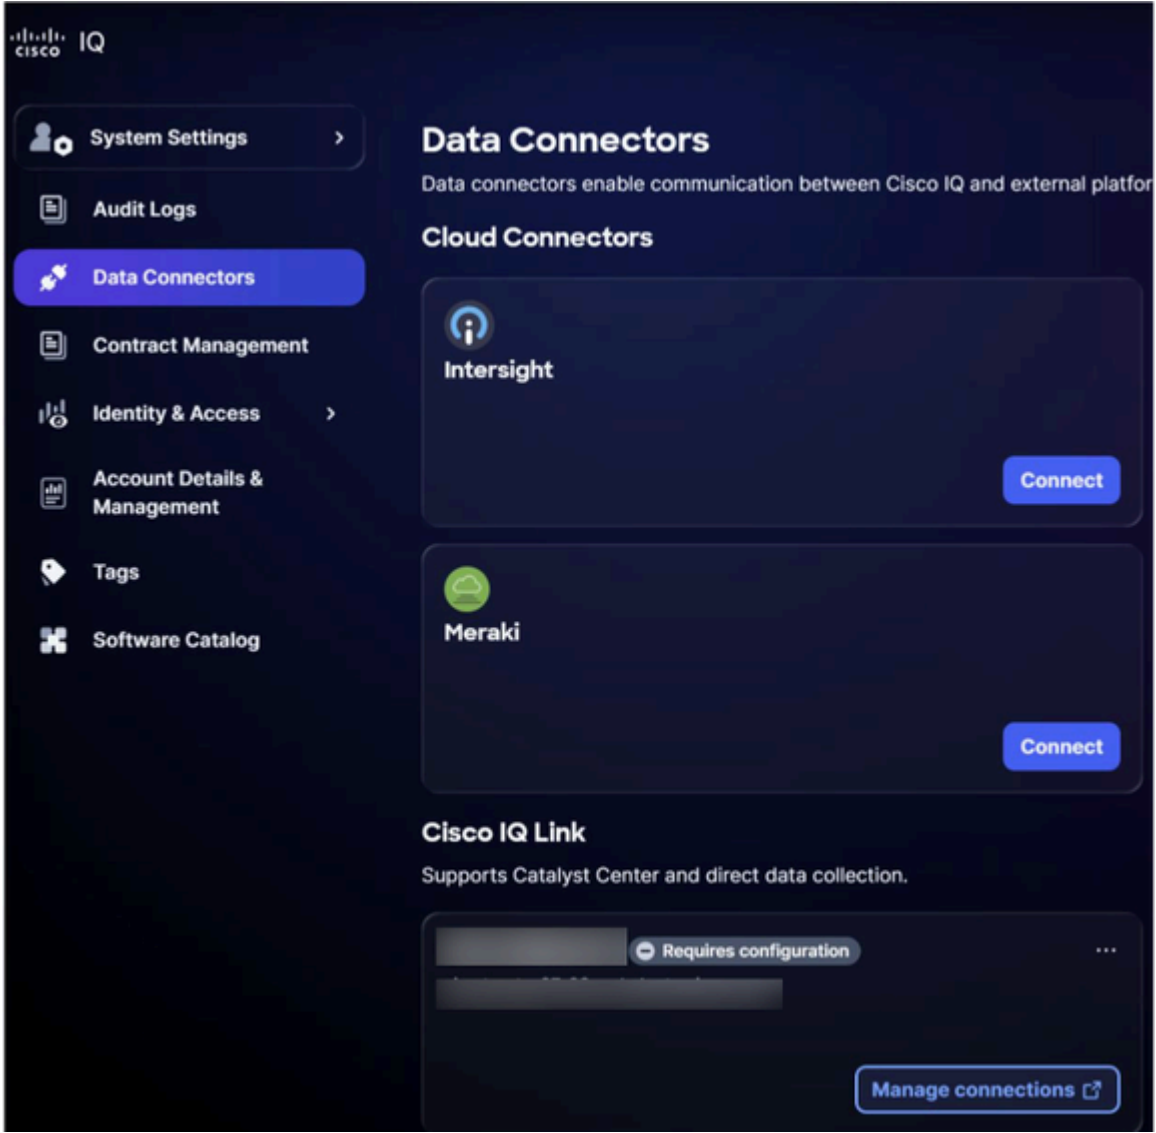 cisco IQ
System Settings
Audit Logs
Data Connectors
Contract Management
Identity & Access
Account Details &
Management
Tags
Software Catalog
Data Connectors
Data connectors enable communication between Cisco IQ and external platfor
Cloud Connectors
Intersight
Connect
Meraki
Connect
Cisco IQ Link
Supports Catalyst Center and direct data collection.
Requires configuration
Manage connections